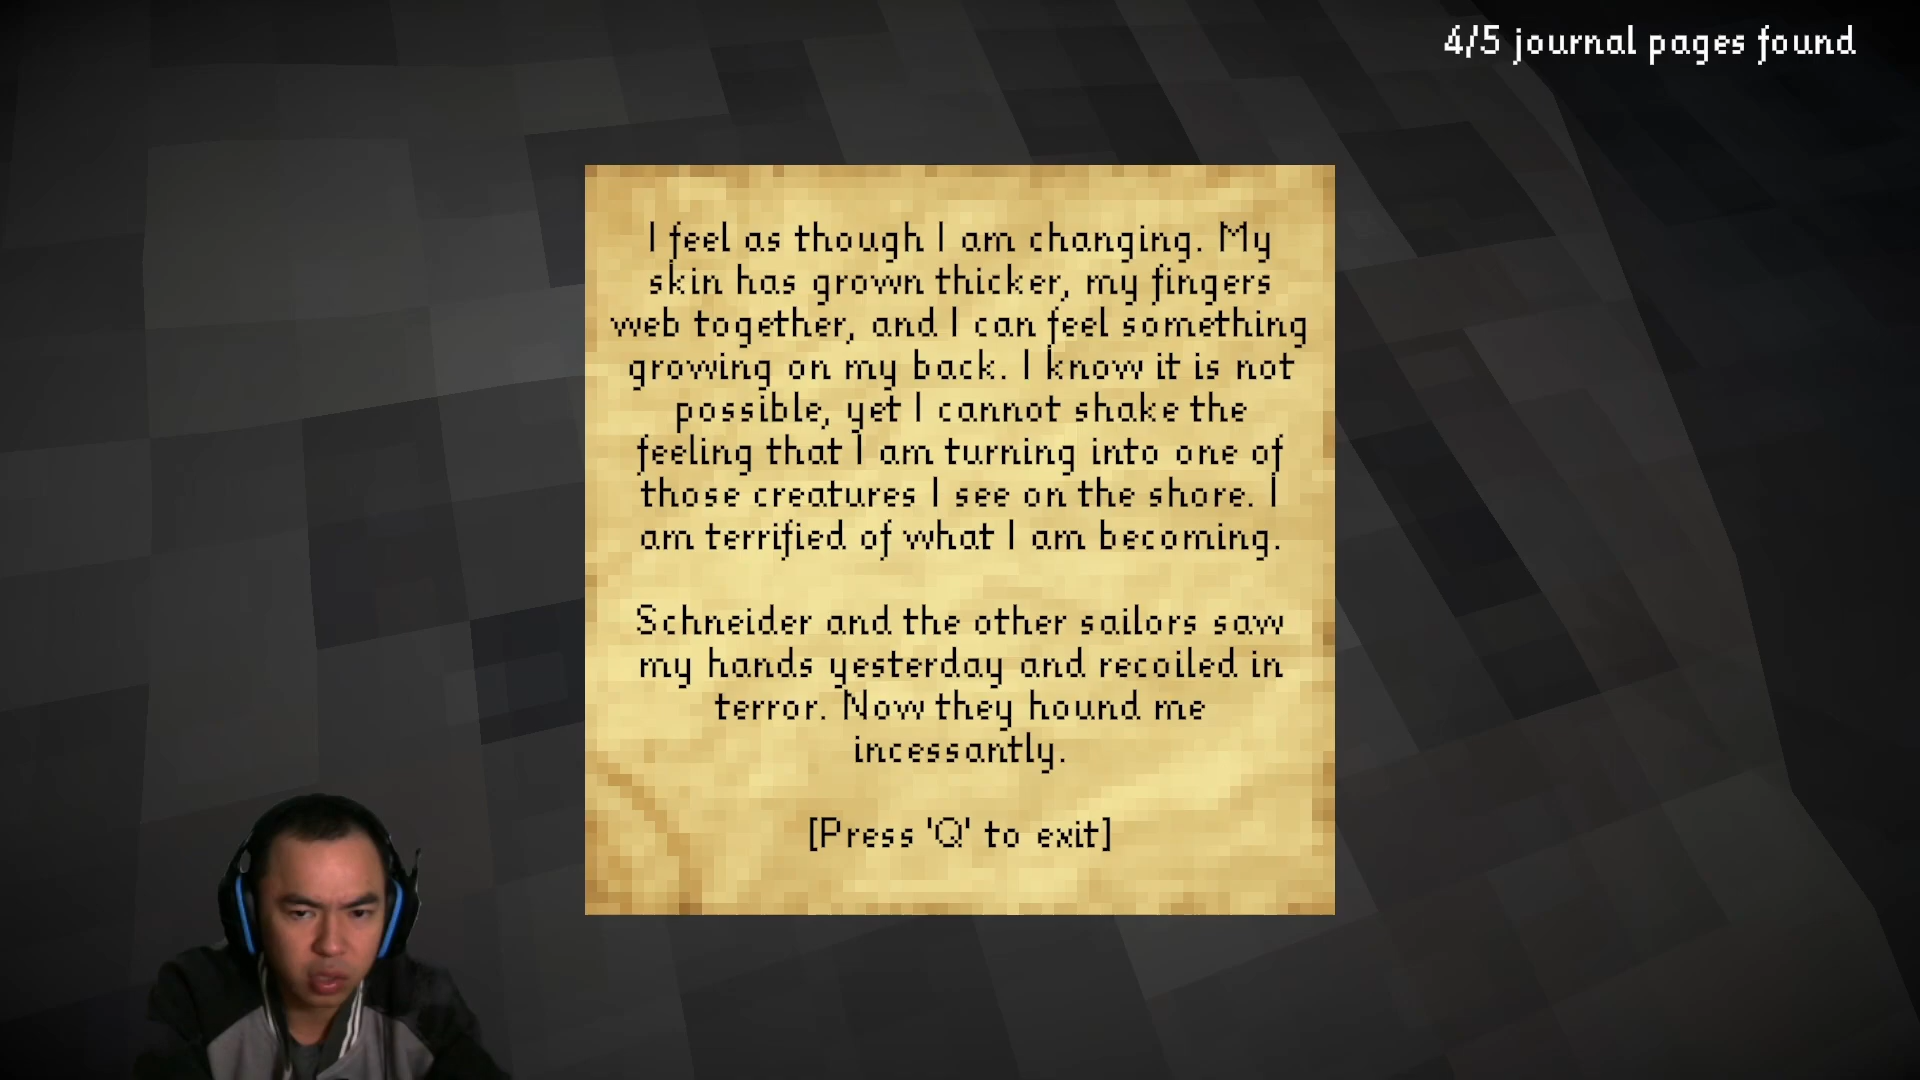 4/5 journal pages found
I feel as though I am changing. My
skin has grown thicker, my fingers
web together, and I can feel something
growing on my back. I know it is not
possible, yet I cannot shake the
feeling that I am turning into one of
those creatures I see on the shore. I
am terrified of what I am becoming.
Schneider and the other sailors saw
my hands yesterday and recoiled in
terror. Now they hound me
incessantly.
[Press 'Q' to exit]